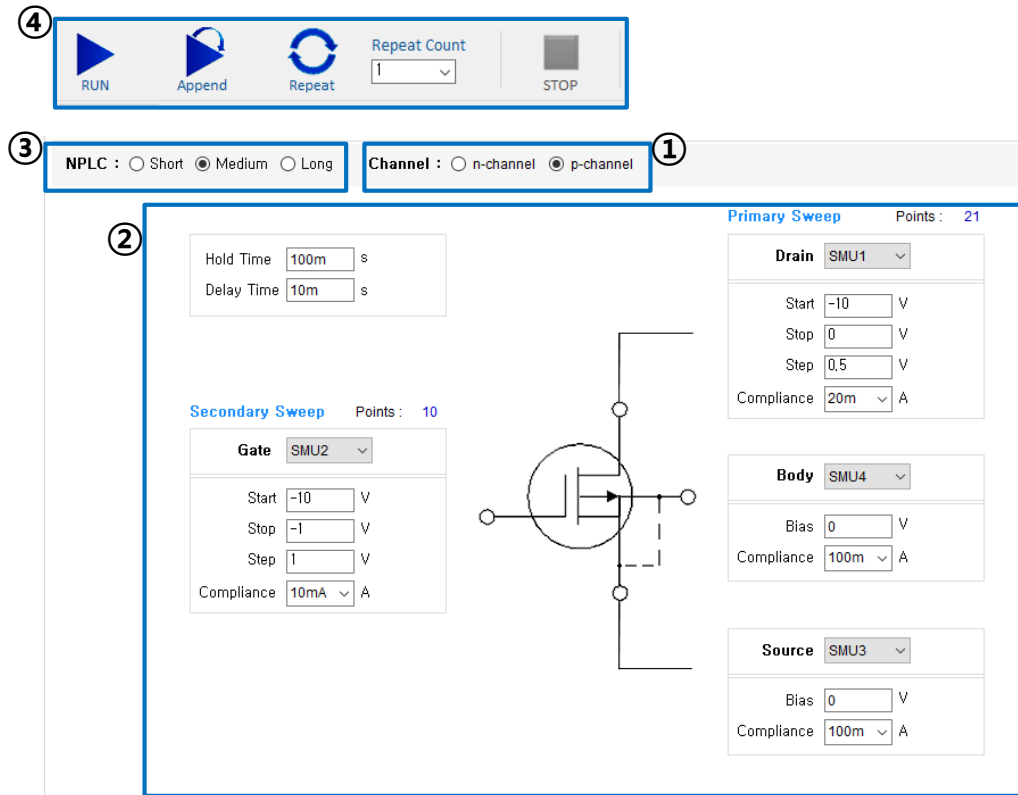 ④
RUN
Append
Repeat
Repeat Count
1
STOP
③
NPLC : Short Medium Long
Channel : n-channel p-channel
①
②
Hold Time 100m s
Delay Time 10m s
Primary Sweep Points : 21
Drain SMU1
Start -10 V
Stop 0 V
Step 0,5 V
Compliance 20m A
Secondary Sweep Points : 10
Gate SMU2
Start -10 V
Stop -1 V
Step 1 V
Compliance 10mA A
Body SMU4
Bias 0 V
Compliance 100m A
Source SMU3
Bias 0 V
Compliance 100m A